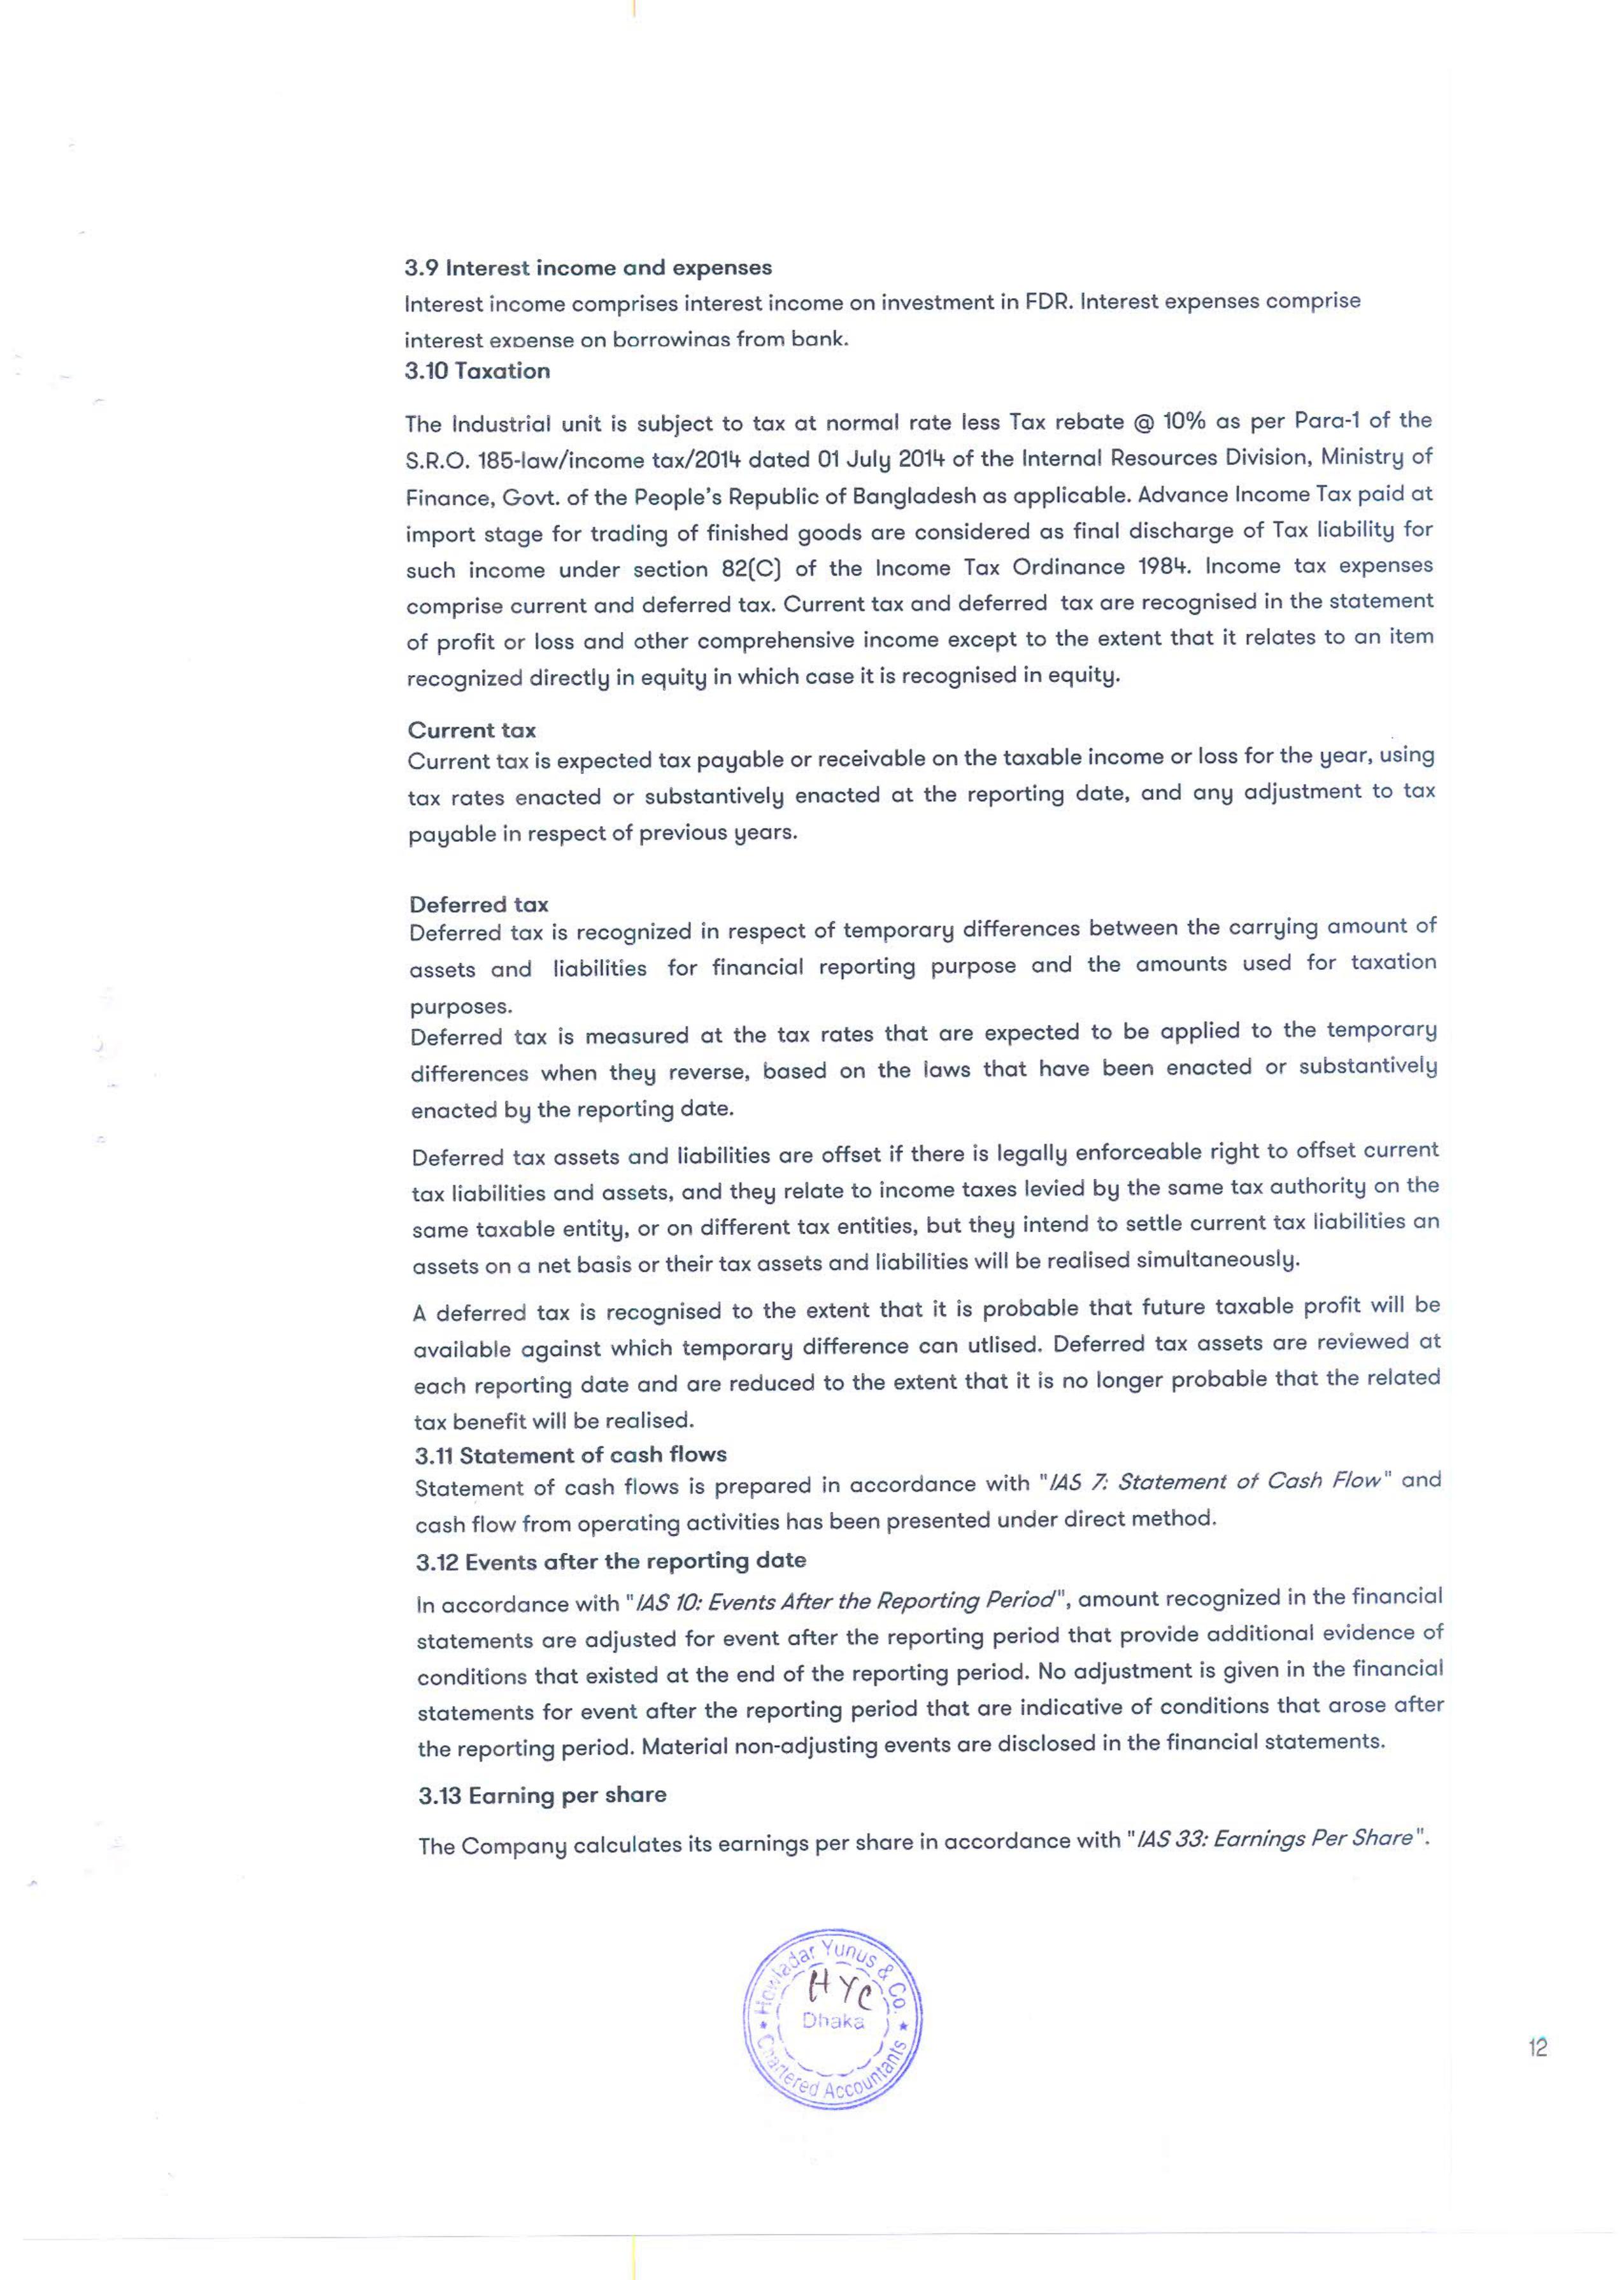 3.9 Interest income and expenses
Interest income comprises interest income on investment in FDR. Interest expenses comprise
interest expense on borrowings from bank.
3.10 Taxation
The Industrial unit is subject to tax at normal rate less Tax rebate @ 10% as per Para-1 of the
S.R.O. 185-law/income tax/2014 dated 01 July 2014 of the Internal Resources Division, Ministry of
Finance, Govt. of the People's Republic of Bangladesh as applicable. Advance Income Tax paid at
import stage for trading of finished goods are considered as final discharge of Tax liability for
such income under section 82(C) of the Income Tax Ordinance 1984. Income tax expenses
comprise current and deferred tax. Current tax and deferred tax are recognised in the statement
of profit or loss and other comprehensive income except to the extent that it relates to an item
recognized directly in equity in which case it is recognised in equity.
Current tax
Current tax is expected tax payable or receivable on the taxable income or loss for the year, using
tax rates enacted or substantively enacted at the reporting date, and any adjustment to tax
payable in respect of previous years.
Deferred tax
Deferred tax is recognized in respect of temporary differences between the carrying amount of
assets and liabilities for financial reporting purpose and the amounts used for taxation
purposes.
Deferred tax is measured at the tax rates that are expected to be applied to the temporary
differences when they reverse, based on the laws that have been enacted or substantively
enacted by the reporting date.
Deferred tax assets and liabilities are offset if there is legally enforceable right to offset current
tax liabilities and assets, and they relate to income taxes levied by the same tax authority on the
same taxable entity, or on different tax entities, but they intend to settle current tax liabilities an
assets on a net basis or their tax assets and liabilities will be realised simultaneously.
A deferred tax is recognised to the extent that it is probable that future taxable profit will be
available against which temporary difference can utlised. Deferred tax assets are reviewed at
each reporting date and are reduced to the extent that it is no longer probable that the related
tax benefit will be realised.
3.11 Statement of cash flows
Statement of cash flows is prepared in accordance with "IAS 7: Statement of Cash Flow" and
cash flow from operating activities has been presented under direct method.
3.12 Events after the reporting date
In accordance with "IAS 10: Events After the Reporting Period", amount recognized in the financial
statements are adjusted for event after the reporting period that provide additional evidence of
conditions that existed at the end of the reporting period. No adjustment is given in the financial
statements for event after the reporting period that are indicative of conditions that arose after
the reporting period. Material non-adjusting events are disclosed in the financial statements.
3.13 Earning per share
The Company calculates its earnings per share in accordance with "IAS 33: Earnings Per Share".
Howladar Yunus & Co.
HYC
Dhaka
Chartered Accountants
12